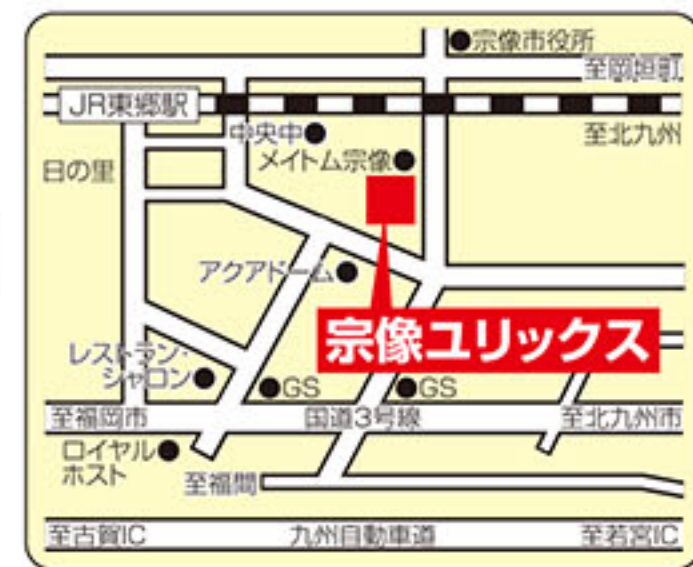 宗像市役所
至岡垣町
JR東郷駅
中央中
至北九州
メイトム宗像
日の里
アクアドーム
宗像ユリックス
レストラン・
シャロン
GS
GS
至福岡市
国道3号線
至北九州市
ロイヤル
ホスト
至福間
至古賀IC
九州自動車道
至若宮IC